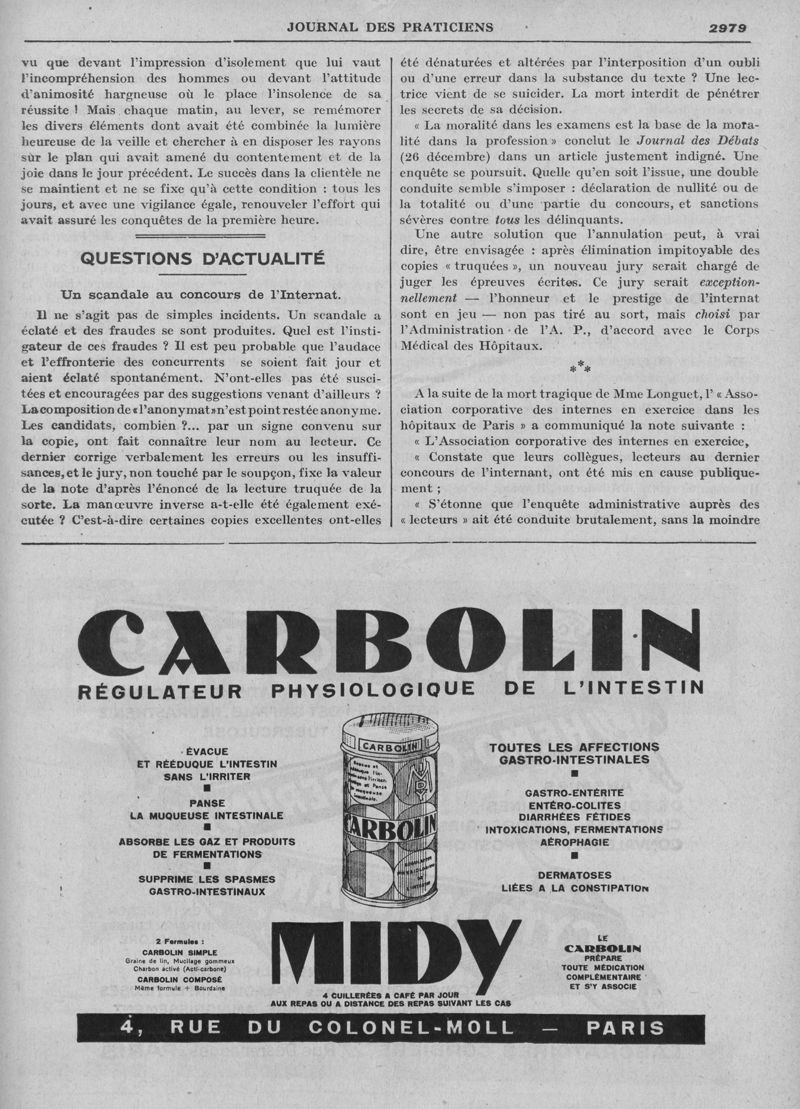 JOURNAL DES PRATICIENS
2979
vu que devant l'impression d'isolement que lui vaut
l'incompréhension des hommes ou devant l'attitude
d'animosité hargneuse où le place l'insolence de sa
réussite ! Mais chaque matin, au lever, se remémorer
les divers éléments dont avait été combinée la lumière
heureuse de la veille et chercher à en disposer les rayons
sur le plan qui avait amené du contentement et de la
joie dans le jour précédent. Le succès dans la clientèle ne
se maintient et ne se fixe qu'à cette condition : tous les
jours, et avec une vigilance égale, renouveler l'effort qui
avait assuré les conquêtes de la première heure.
QUESTIONS D'ACTUALITÉ
Un scandale au concours de l'Internat.
Il ne s'agit pas de simples incidents. Un scandale a
éclaté et des fraudes se sont produites. Quel est l'insti-
gateur de ces fraudes ? Il est peu probable que l'audace
et l'effronterie des concurrents se soient fait jour et
aient éclaté spontanément. N'ont-elles pas été susci-
tées et encouragées par des suggestions venant d'ailleurs ?
La composition de « l'anonymat » n'est point restée anonyme.
Les candidats, combien ?... par un signe convenu sur
la copie, ont fait connaître leur nom au lecteur. Ce
dernier corrige verbalement les erreurs ou les insuffi-
sances, et le jury, non touché par le soupçon, fixe la valeur
de la note d'après l'énoncé de la lecture truquée de la
sorte. La manœuvre inverse a-t-elle été également exé-
cutée ? C'est-à-dire certaines copies excellentes ont-elles
été dénaturées et altérées par l'interposition d'un oubli
ou d'une erreur dans la substance du texte ? Une lec-
trice vient de se suicider. La mort interdit de pénétrer
les secrets de sa décision.
« La moralité dans les examens est la base de la mora-
lité dans la profession » conclut le Journal des Débats
(26 décembre) dans un article justement indigné. Une
enquête se poursuit. Quelle qu'en soit l'issue, une double
conduite semble s'imposer : déclaration de nullité ou de
la totalité ou d'une partie du concours, et sanctions
sévères contre tous les délinquants.
Une autre solution que l'annulation peut, à vrai
dire, être envisagée : après élimination impitoyable des
copies « truquées », un nouveau jury serait chargé de
juger les épreuves écrites. Ce jury serait exception-
nellement — l'honneur et le prestige de l'internat
sont en jeu — non pas tiré au sort, mais choisi par
l'Administration de l'A. P., d'accord avec le Corps
Médical des Hôpitaux.
***
A la suite de la mort tragique de Mme Longuet, l' « Asso-
ciation corporative des internes en exercice dans les
hôpitaux de Paris » a communiqué la note suivante :
« L'Association corporative des internes en exercice,
« Constate que leurs collègues, lecteurs au dernier
concours de l'internant, ont été mis en cause publique-
ment ;
« S'étonne que l'enquête administrative auprès des
« lecteurs » ait été conduite brutalement, sans la moindre
CARBOLIN
RÉGULATEUR PHYSIOLOGIQUE DE L'INTESTIN
ÉVACUE
ET RÉÉDUQUE L'INTESTIN
SANS L'IRRITER
PANSE
LA MUQUEUSE INTESTINALE
ABSORBE LES GAZ ET PRODUITS
DE FERMENTATIONS
SUPPRIME LES SPASMES
GASTRO-INTESTINAUX
CARBOLIN
MIDY
CARBOLIN
TOUTES LES AFFECTIONS
GASTRO-INTESTINALES
GASTRO-ENTÉRITE
ENTÉRO-COLITES
DIARRHÉES FÉTIDES
INTOXICATIONS, FERMENTATIONS
AÉROPHAGIE
DERMATOSES
LIÉES A LA CONSTIPATION
2 Formules :
CARBOLIN SIMPLE
Graine de lin, Mucilage gommeux
Charbon activé (Acti-carbone)
CARBOLIN COMPOSÉ
Même formule + Bourdaine
MIDY
4 CUILLERÉES A CAFÉ PAR JOUR
AUX REPAS OU A DISTANCE DES REPAS SUIVANT LES CAS
LE
CARBOLIN
PRÉPARE
TOUTE MÉDICATION
COMPLÉMENTAIRE
ET S'Y ASSOCIE
4, RUE DU COLONEL-MOLL — PARIS